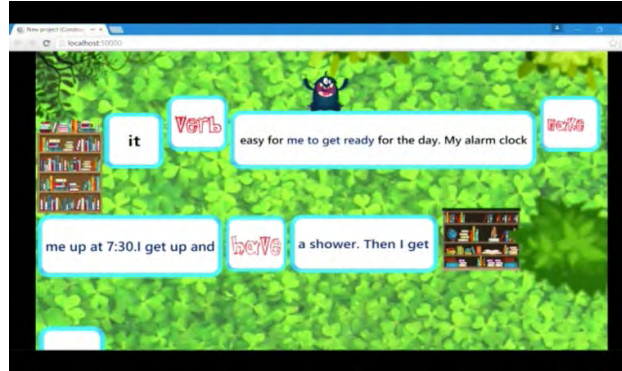 New project (Constru
localhost:50000
it Verb easy for me to get ready for the day. My alarm clock wake
me up at 7:30.I get up and have a shower. Then I get